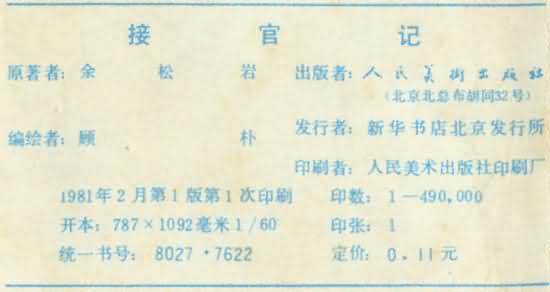 接官记
原著者：余松岩 出版者：人民美术出版社
（北京北总布胡同32号）
编绘者：顾朴 发行者：新华书店北京发行所
印刷者：人民美术出版社印刷厂
1981年2月第1版第1次印刷 印数：1—490,000
开本：787×1092毫米1/60 印张：1
统一书号：8027·7622 定价：0.11元